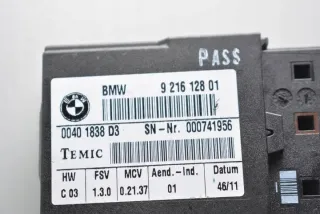 PASS
BMW 9 216 128 01
0040 1838 D3 SN-Nr. 000741956
TEMIC
HW FSV MCV Aend.-Ind. Datum
C 03 1.3.0 0.21.37 01 46/11